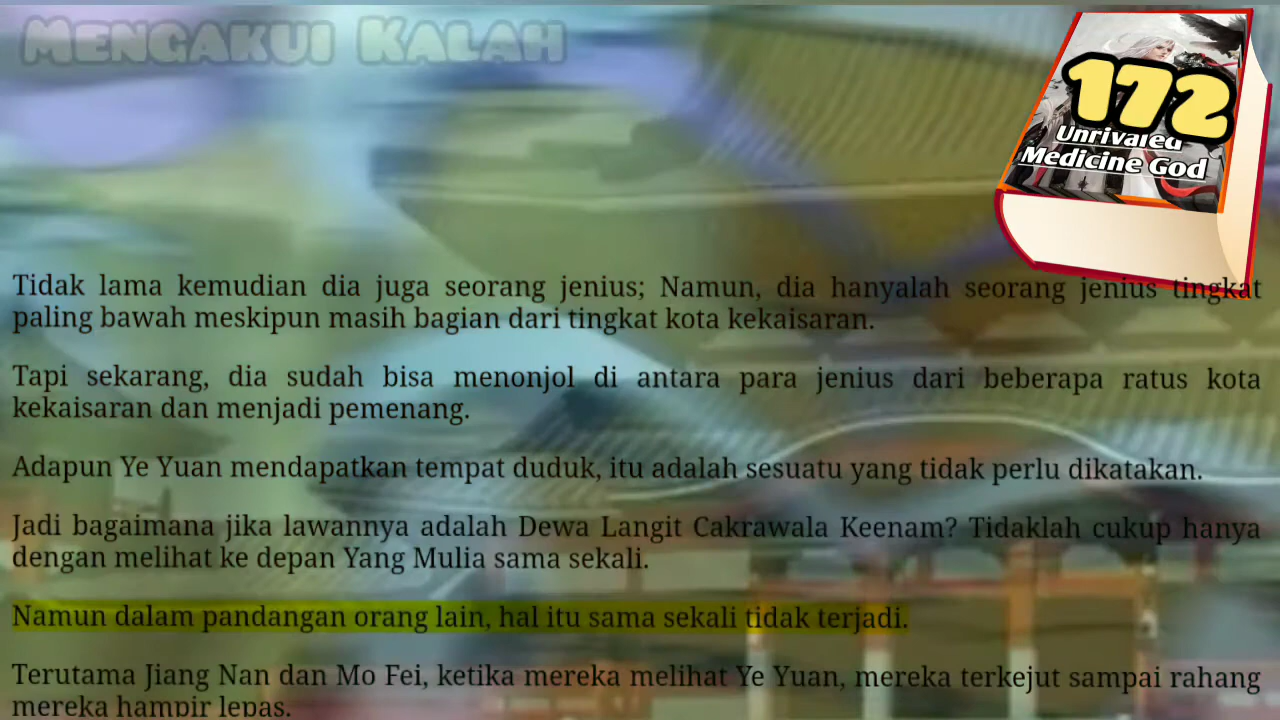 Mengakui Kalah
172
Unrivaled
Medicine God
Tidak lama kemudian dia juga seorang jenius; Namun, dia hanyalah seorang jenius tingkat
paling bawah meskipun masih bagian dari tingkat kota kekaisaran.
Tapi sekarang, dia sudah bisa menonjol di antara para jenius dari beberapa ratus kota
kekaisaran dan menjadi pemenang.
Adapun Ye Yuan mendapatkan tempat duduk, itu adalah sesuatu yang tidak perlu dikatakan.
Jadi bagaimana jika lawannya adalah Dewa Langit Cakrawala Keenam? Tidaklah cukup hanya
dengan melihat ke depan Yang Mulia sama sekali.
Namun dalam pandangan orang lain, hal itu sama sekali tidak terjadi.
Terutama Jiang Nan dan Mo Fei, ketika mereka melihat Ye Yuan, mereka terkejut sampai rahang
mereka hampir lepas.